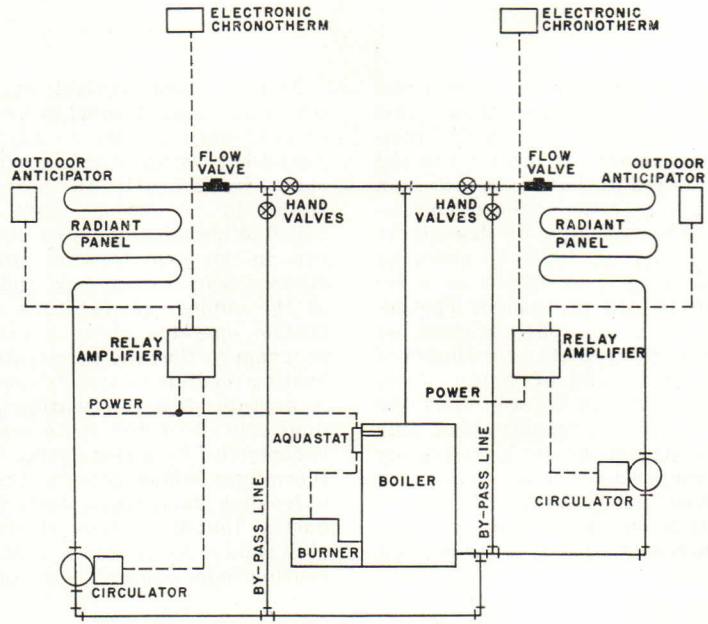 ELECTRONIC
CHRONOTHERM
ELECTRONIC
CHRONOTHERM
OUTDOOR
ANTICIPATOR
FLOW
VALVE
HAND
VALVES
RADIANT
PANEL
HAND
VALVES
FLOW
VALVE
OUTDOOR
ANTICIPATOR
RADIANT
PANEL
RELAY
AMPLIFIER
RELAY
AMPLIFIER
POWER
POWER
AQUASTAT
BOILER
BURNER
BY-PASS LINE
BY-PASS LINE
CIRCULATOR
CIRCULATOR